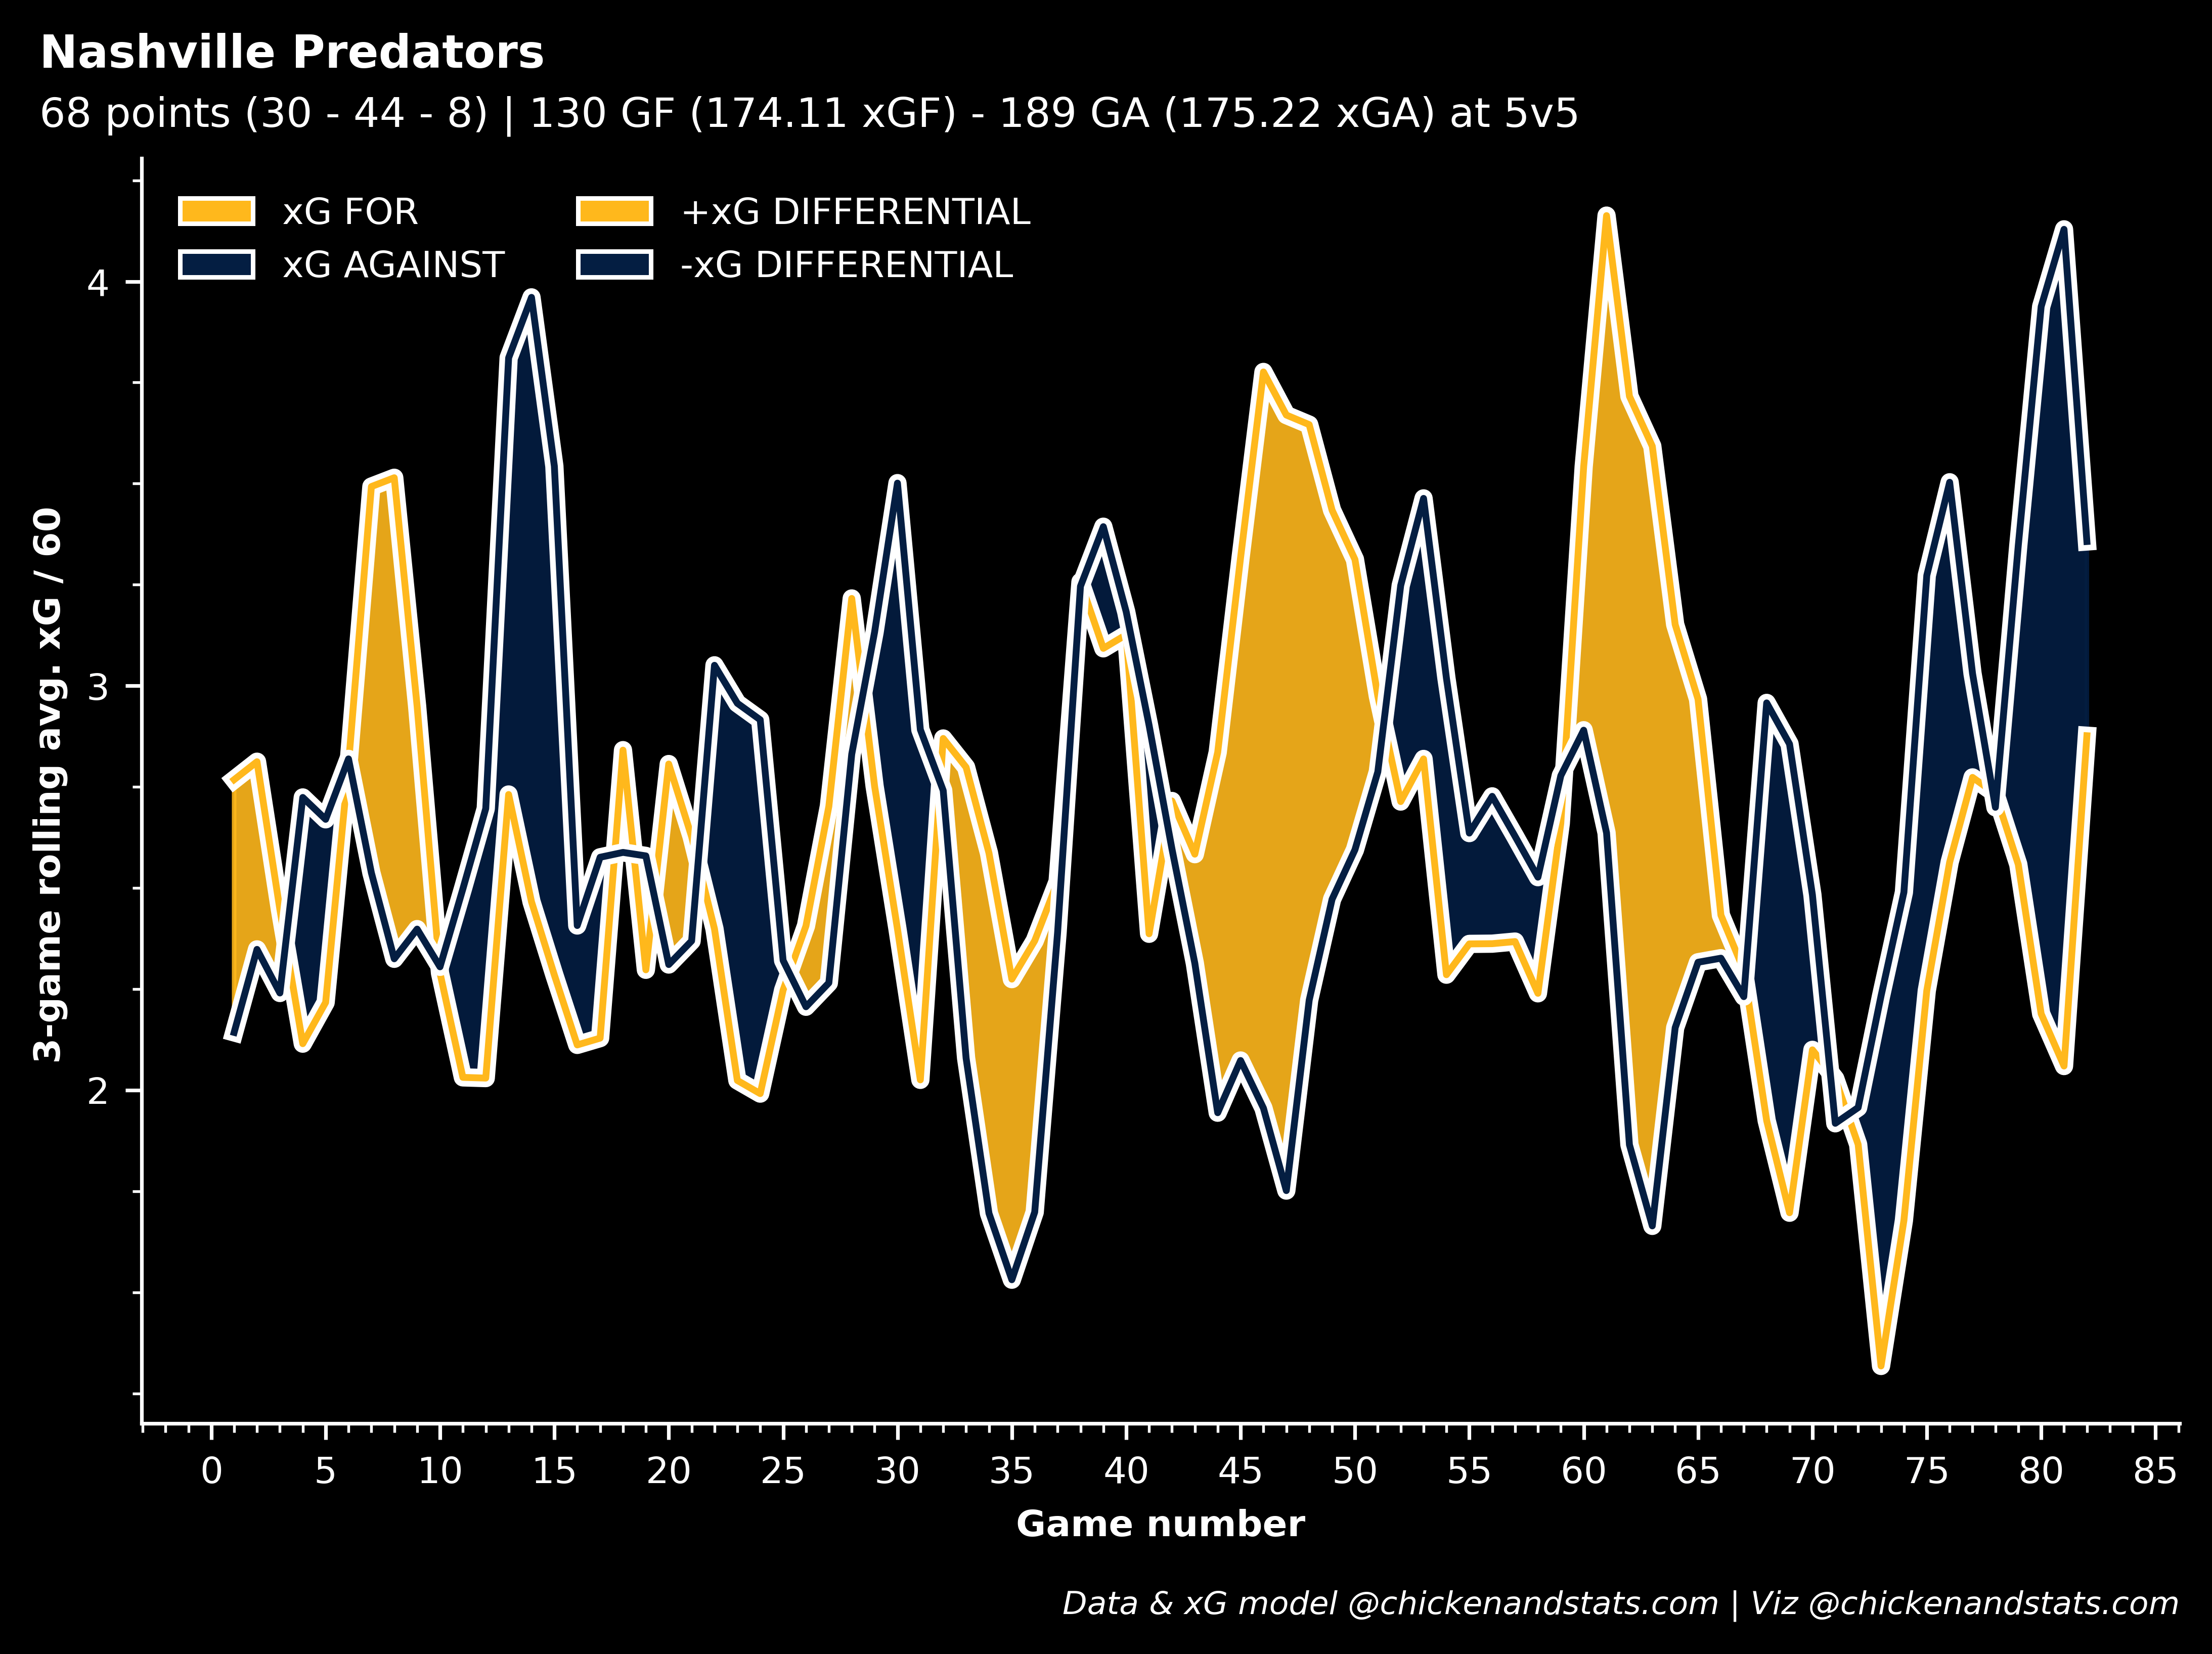 Nashville Predators
68 points (30 - 44 - 8) | 130 GF (174.11 xGF) - 189 GA (175.22 xGA) at 5v5
xG FOR
xG AGAINST
+xG DIFFERENTIAL
-xG DIFFERENTIAL
3-game rolling avg. xG / 60
4
3
2
0 5 10 15 20 25 30 35 40 45 50 55 60 65 70 75 80 85
Game number
Data & xG model @chickenandstats.com | Viz @chickenandstats.com